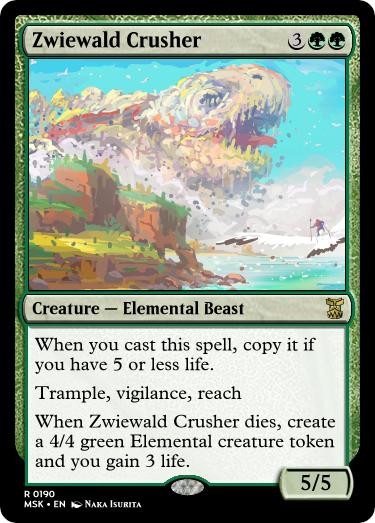 Zwiewald Crusher 3
Creature — Elemental Beast
When you cast this spell, copy it if
you have 5 or less life.
Trample, vigilance, reach
When Zwiewald Crusher dies, create
a 4/4 green Elemental creature token
and you gain 3 life.
5/5
R 0190
MSK • EN Naka Isurita